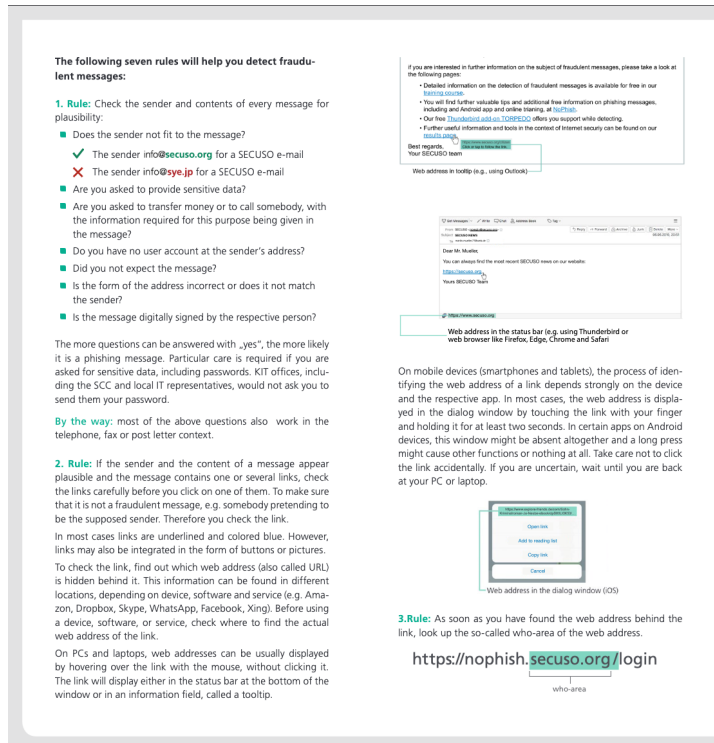 The following seven rules will help you detect fraudu-
lent messages:
1. Rule: Check the sender and contents of every message for
plausibility:
Does the sender not fit to the message?
The sender info@secuso.org for a SECUSO e-mail
The sender info@sye.jp for a SECUSO e-mail
Are you asked to provide sensitive data?
Are you asked to transfer money or to call somebody, with
the information required for this purpose being given in
the message?
Do you have no user account at the sender's address?
Did you not expect the message?
Is the form of the address incorrect or does it not match
the sender?
Is the message digitally signed by the respective person?
The more questions can be answered with „yes", the more likely
it is a phishing message. Particular care is required if you are
asked for sensitive data, including passwords. KIT offices, inclu-
ding the SCC and local IT representatives, would not ask you to
send them your password.
By the way: most of the above questions also work in the
telephone, fax or post letter context.
2. Rule: If the sender and the content of a message appear
plausible and the message contains one or several links, check
the links carefully before you click on one of them. To make sure
that it is not a fraudulent message, e.g. somebody pretending to
be the supposed sender. Therefore you check the link.
In most cases links are underlined and colored blue. However,
links may also be integrated in the form of buttons or pictures.
To check the link, find out which web address (also called URL)
is hidden behind it. This information can be found in different
locations, depending on device, software and service (e.g. Ama-
zon, Dropbox, Skype, WhatsApp, Facebook, Xing). Before using
a device, software, or service, check where to find the actual
web address of the link.
On PCs and laptops, web addresses can be usually displayed
by hovering over the link with the mouse, without clicking it.
The link will display either in the status bar at the bottom of the
window or in an information field, called a tooltip.
If you are interested in further information on the subject of fraudulent messages, please take a look at
the following pages:
• Detailed information on the detection of fraudulent messages is available for free in our
training course.
• You will find further valuable tips and additional free information on phishing messages,
including and Android app and online training, at NoPhish.
• Our free Thunderbird add-on TORPEDO offers you support while detecting.
• Further useful information and tools in the context of Internet security can be found on our
results page.
Best regards,
Your SECUSO team
Web address in tooltip (e.g., using Outlook)
Get Messages Write Chat Address Book Tag
Reply Forward Archive Junk Delete More
Dear Mr. Mueller,
You can always find the most recent SECUSO news on our website:
https://secuso.org
Yours SECUSO Team
https://www.secuso.org
Web address in the status bar (e.g. using Thunderbird or
web browser like Firefox, Edge, Chrome and Safari
On mobile devices (smartphones and tablets), the process of iden-
tifying the web address of a link depends strongly on the device
and the respective app. In most cases, the web address is displa-
yed in the dialog window by touching the link with your finger
and holding it for at least two seconds. In certain apps on Android
devices, this window might be absent altogether and a long press
might cause other functions or nothing at all. Take care not to click
the link accidentally. If you are uncertain, wait until you are back
at your PC or laptop.
Open link
Add to reading list
Copy link
Cancel
Web address in the dialog window (iOS)
3.Rule: As soon as you have found the web address behind the
link, look up the so-called who-area of the web address.
https://nophish.secuso.org/login
who-area